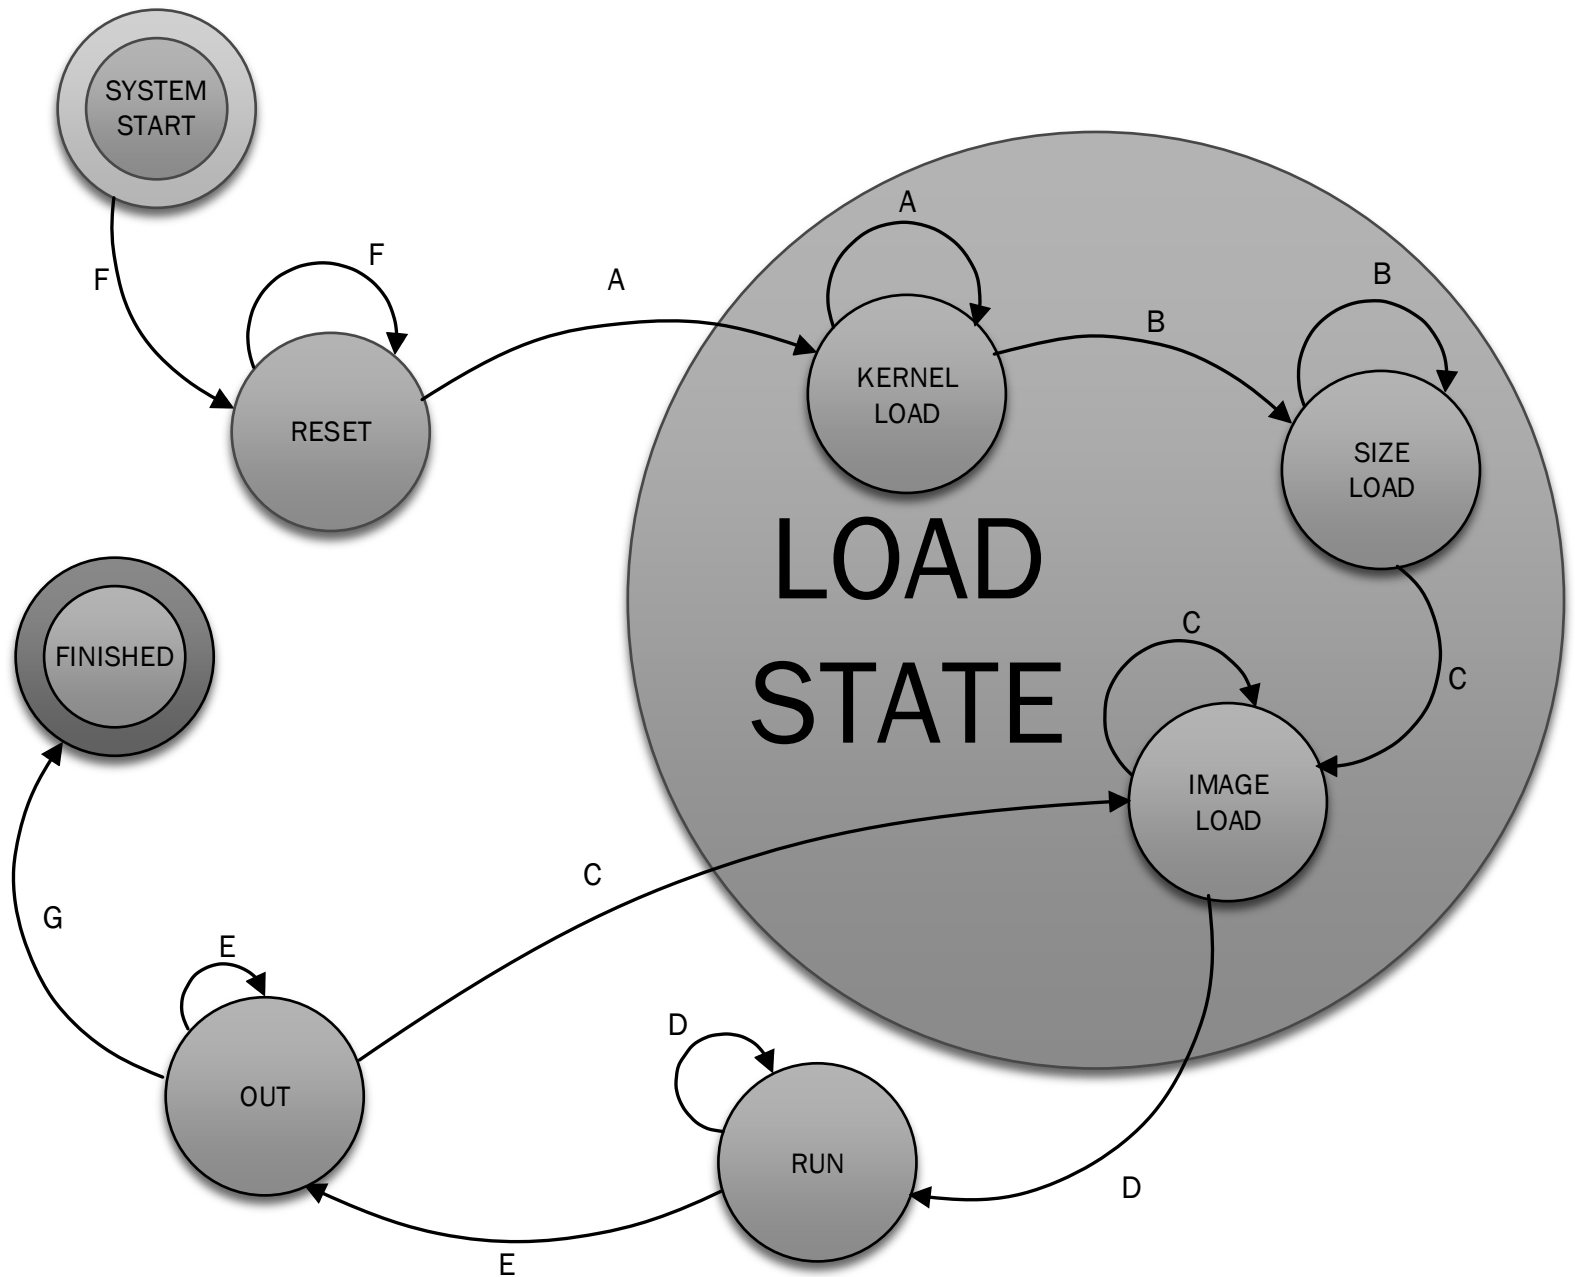 SYSTEM
START
F
F
RESET
A
A
KERNEL
LOAD
B
B
SIZE
LOAD
LOAD
STATE
C
C
IMAGE
LOAD
FINISHED
C
G
E
OUT
D
RUN
D
E